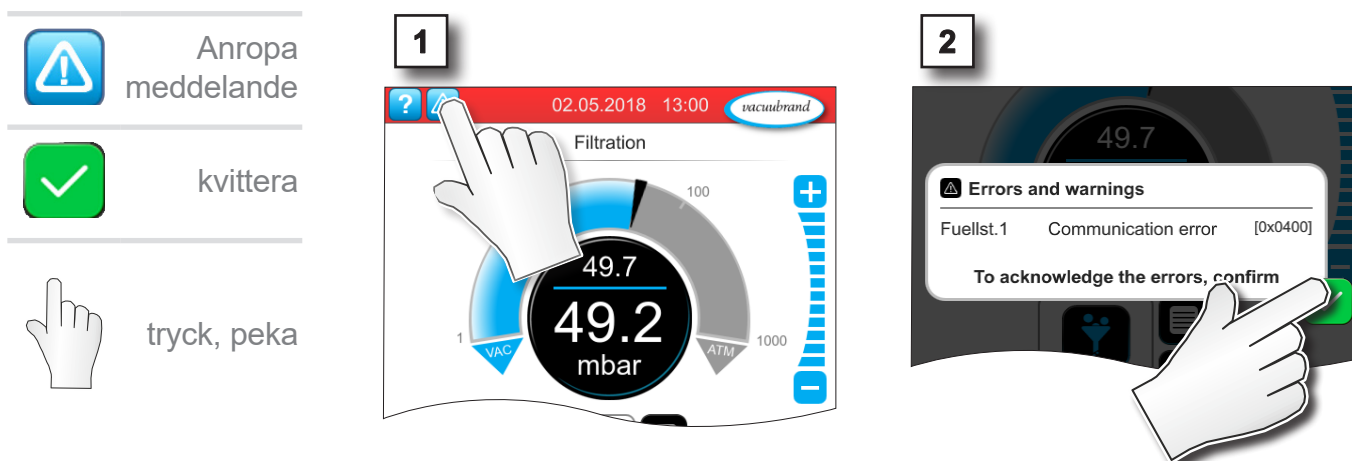 Anropa
meddelande
kvittera
tryck, peka
1
?
02.05.2018 13:00
vacuubrand
Filtration
100
49.7
49.2
mbar
1
VAC
ATM
1000
2
49.7
Errors and warnings
Fuellst.1 Communication error [0x0400]
To acknowledge the errors, confirm